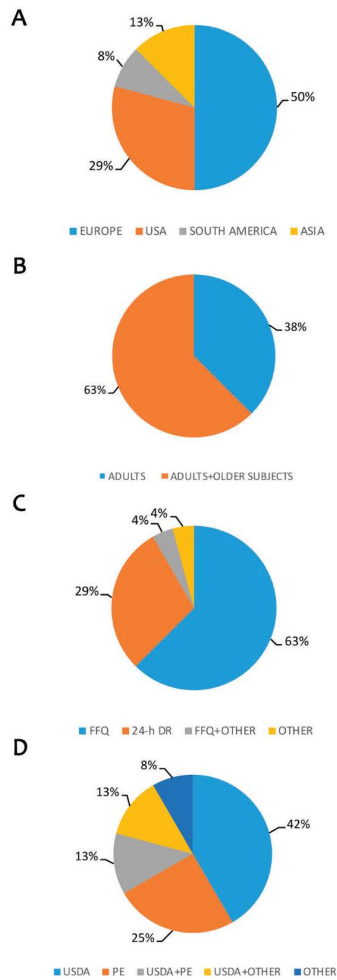 A
13%
8%
50%
29%
EUROPE USA SOUTH AMERICA ASIA
B
38%
63%
ADULTS ADULTS+OLDER SUBJECTS
C
4%
4%
29%
63%
FFQ 24-h DR FFQ+OTHER OTHER
D
8%
13%
42%
13%
25%
USDA PE USDA+PE USDA+OTHER OTHER